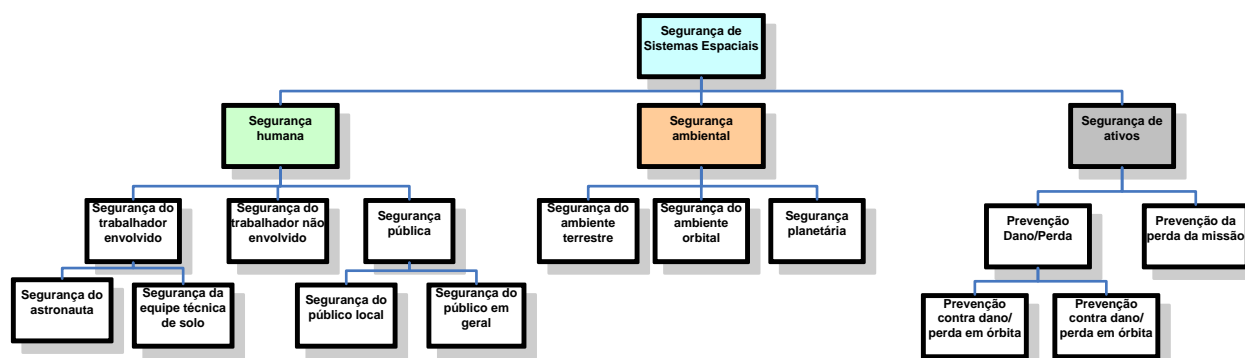 Segurança de
Sistemas Espaciais
Segurança
humana
Segurança
ambiental
Segurança de
ativos
Segurança do
trabalhador
envolvido
Segurança do
trabalhador não
envolvido
Segurança
pública
Segurança do
ambiente
terrestre
Segurança do
ambiente
orbital
Segurança
planetária
Prevenção
Dano/Perda
Prevenção da
perda da missão
Segurança do
astronauta
Segurança da
equipe técnica
de solo
Segurança do
público local
Segurança do
público em
geral
Prevenção
contra dano/
perda em órbita
Prevenção
contra dano/
perda em órbita